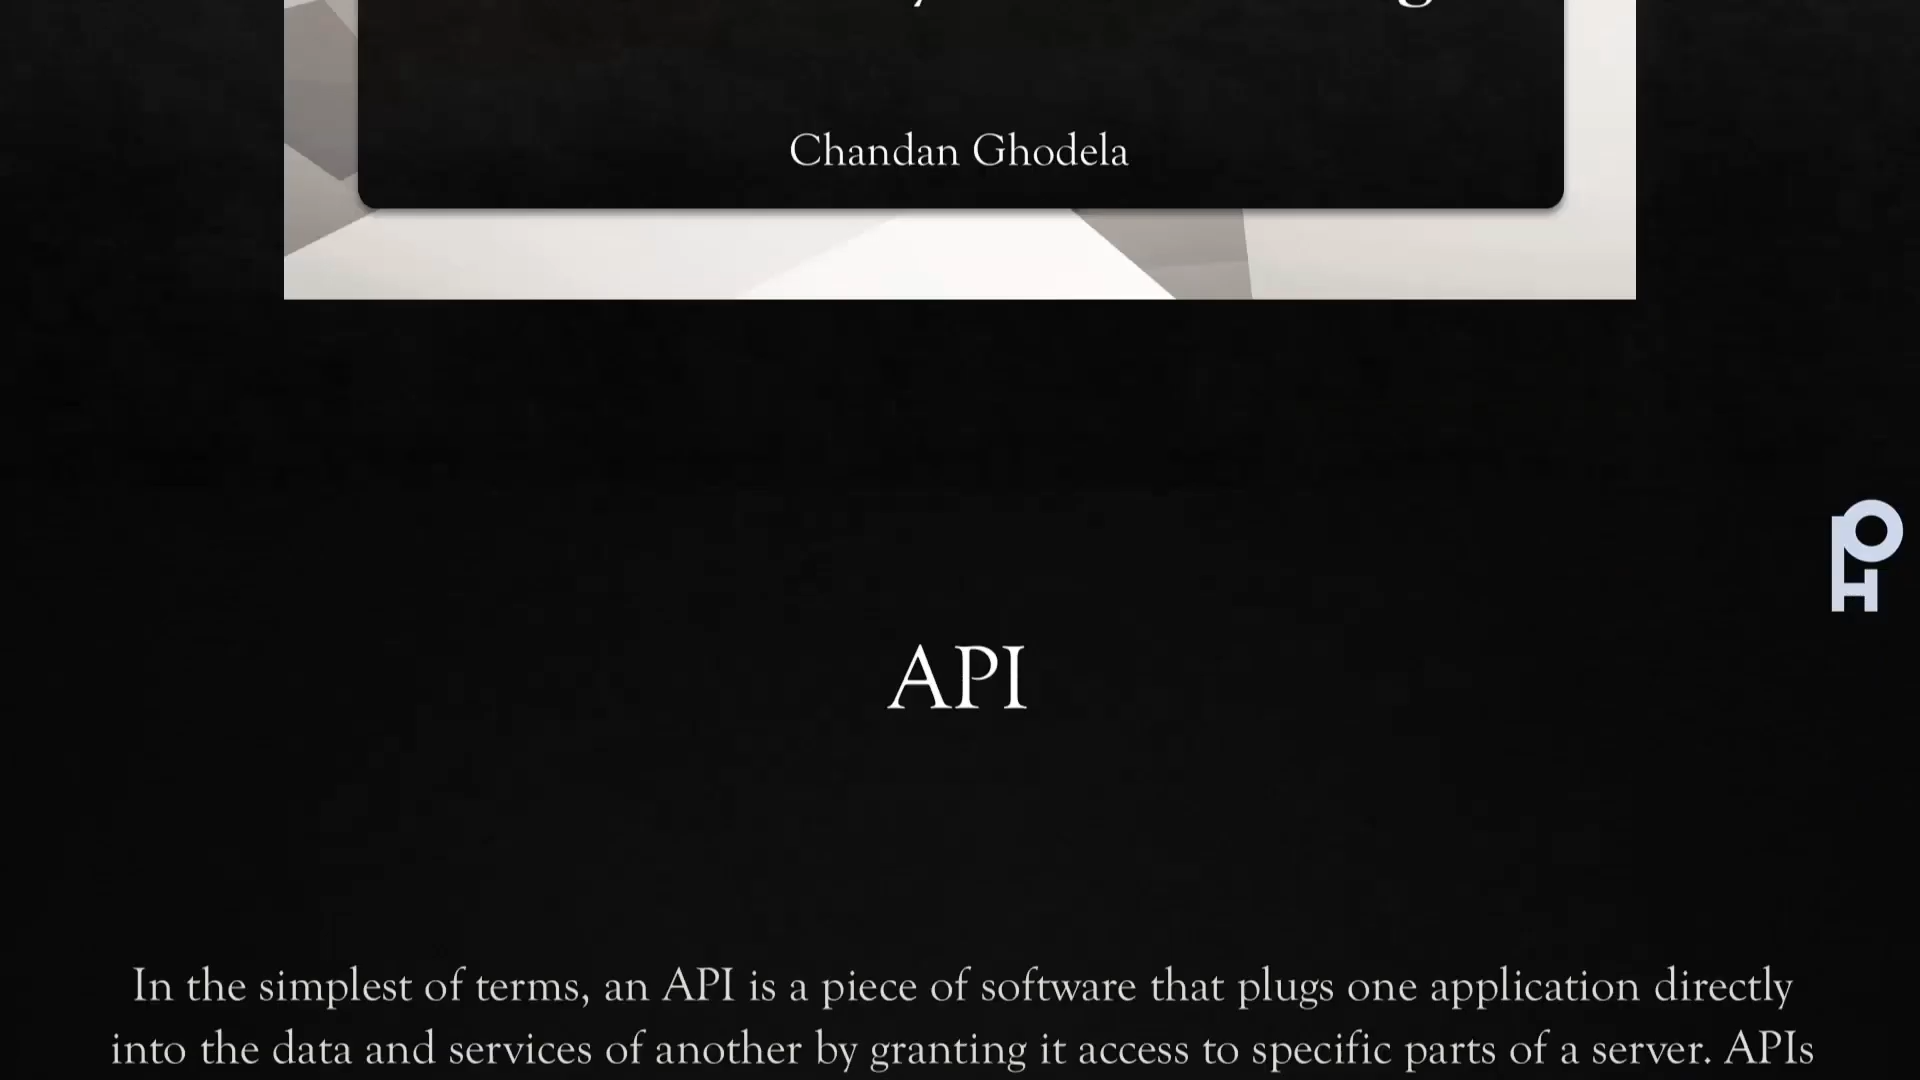 Chandan Ghodela
API
In the simplest of terms, an API is a piece of software that plugs one application directly
into the data and services of another by granting it access to specific parts of a server. APIs